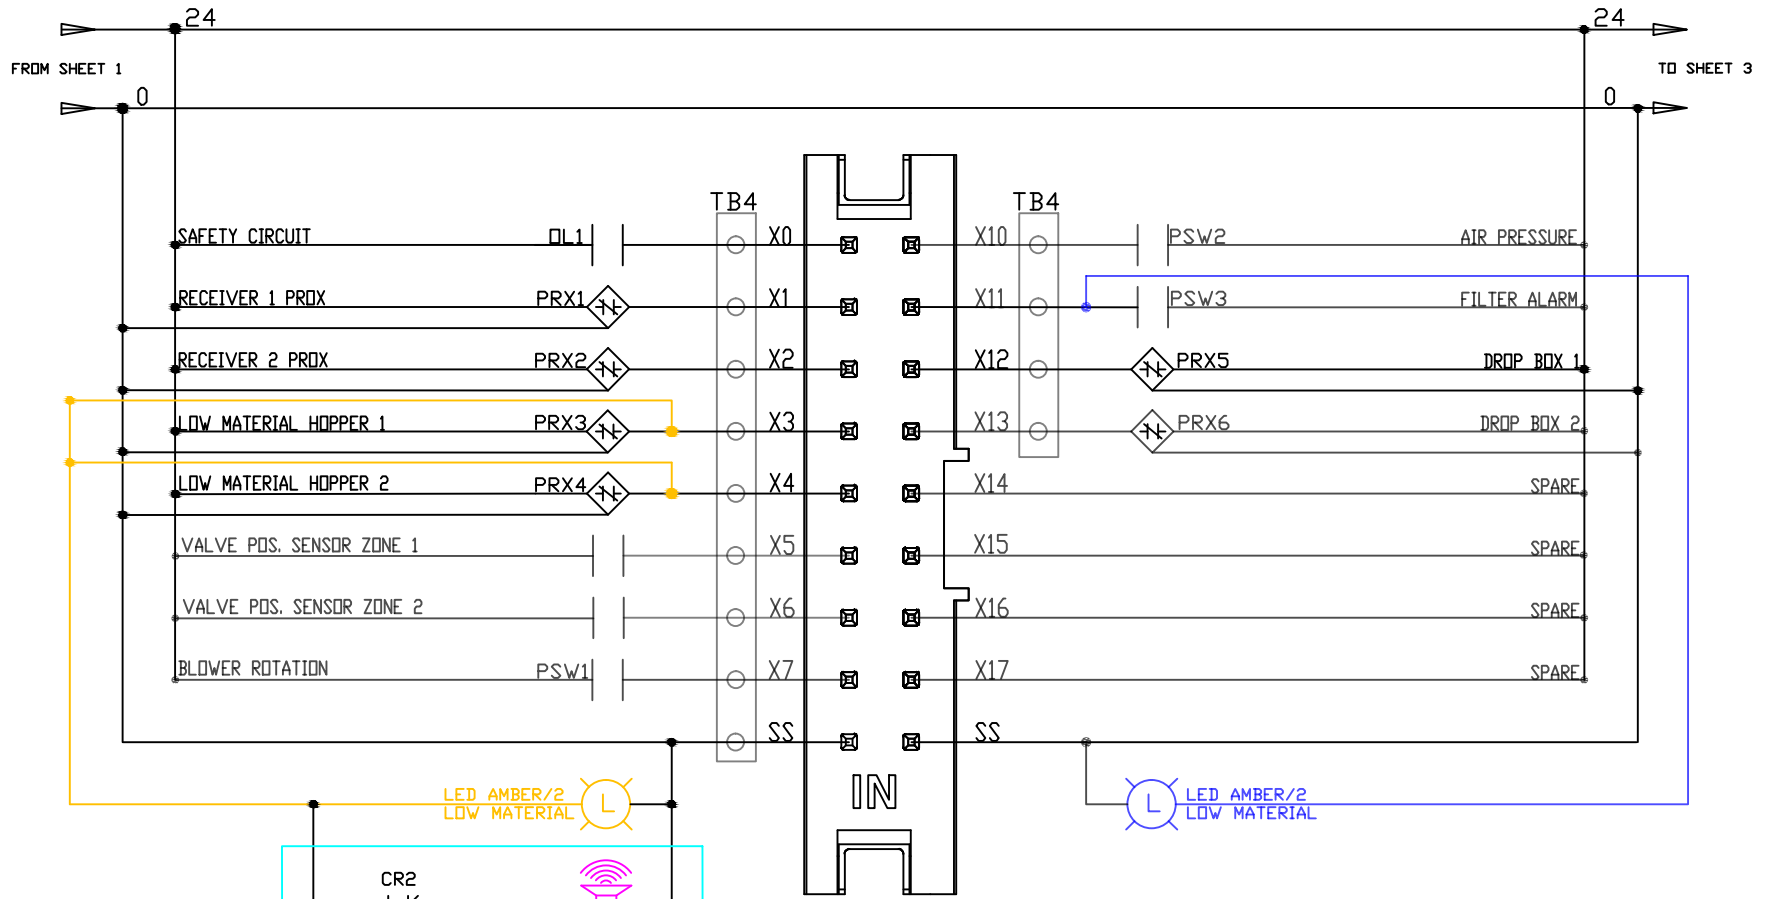 24 24
FROM SHEET 1 TO SHEET 3
0 0
TB4 TB4
SAFETY CIRCUIT OL1 X0 X10 PSW2 AIR PRESSURE
RECEIVER 1 PROX PRX1 X1 X11 PSW3 FILTER ALARM
RECEIVER 2 PROX PRX2 X2 X12 PRX5 DROP BOX 1
LOW MATERIAL HOPPER 1 PRX3 X3 X13 PRX6 DROP BOX 2
LOW MATERIAL HOPPER 2 PRX4 X4 X14 SPARE
VALVE POS. SENSOR ZONE 1 X5 X15 SPARE
VALVE POS. SENSOR ZONE 2 X6 X16 SPARE
BLOWER ROTATION PSW1 X7 X17 SPARE
SS SS
IN
LED AMBER/2 L L LED AMBER/2
LOW MATERIAL LOW MATERIAL
CR2